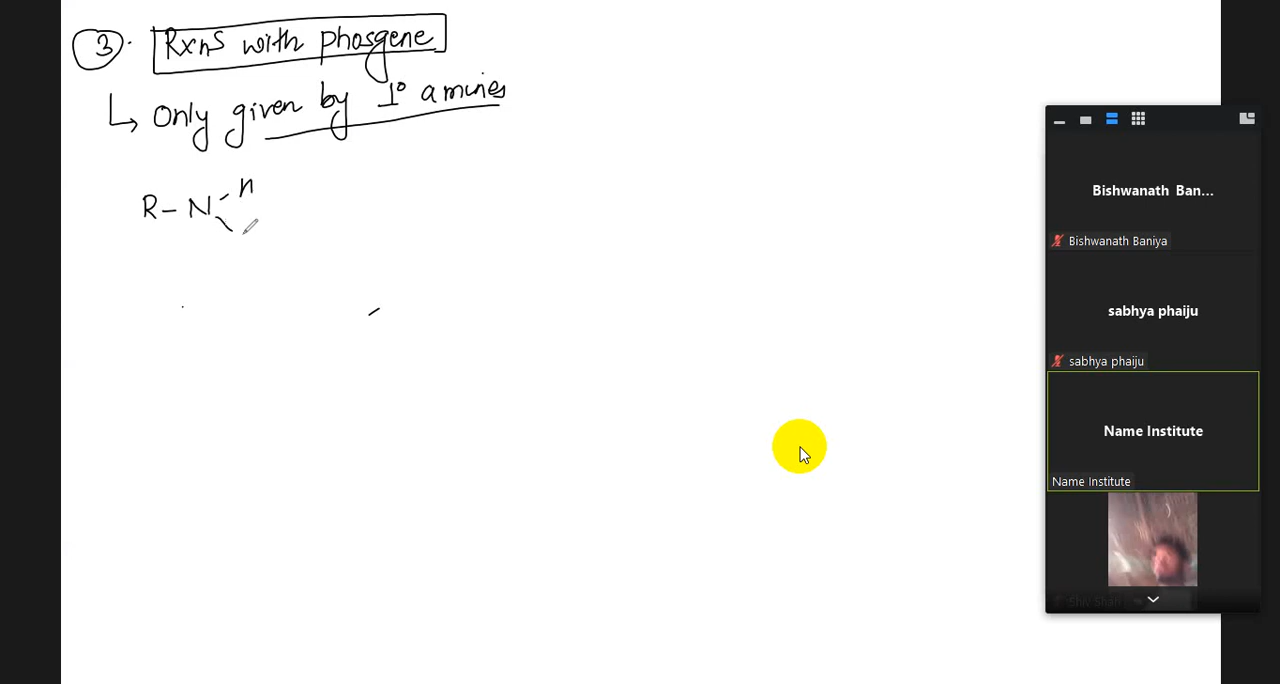 3. Rxns with phosgene
↳ Only given by 1° amines
R - N H
Bishwanath Ban...
Bishwanath Baniya
sabhya phaiju
sabhya phaiju
Name Institute
Name Institute